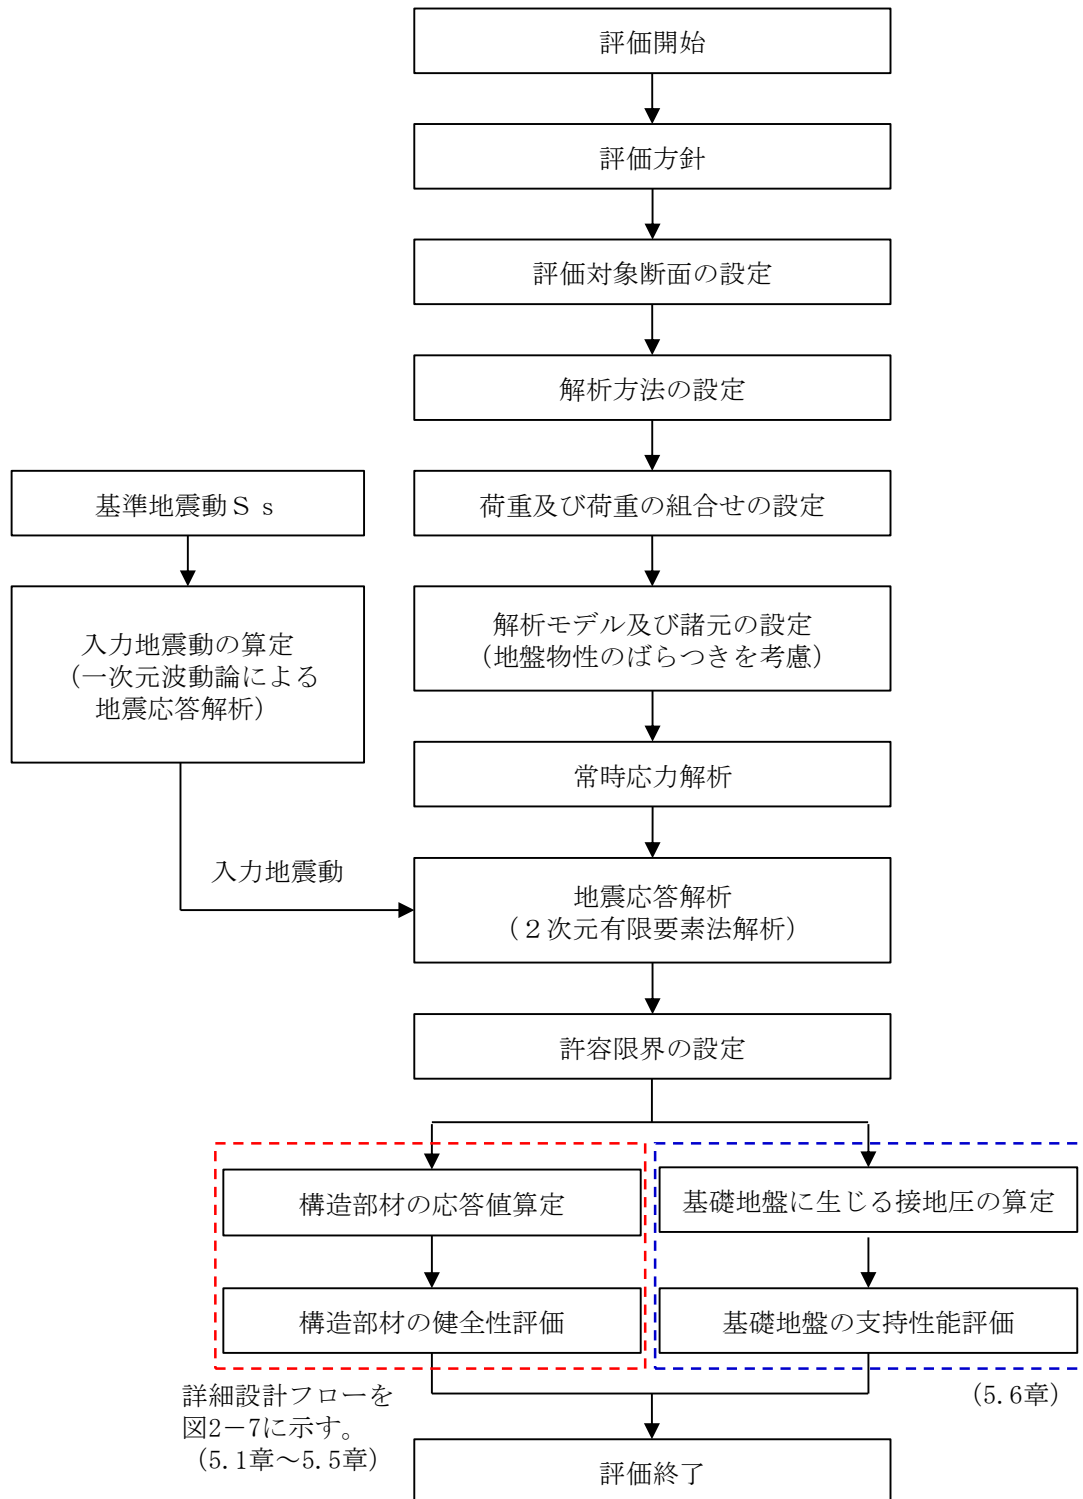 評価開始
評価方針
評価対象断面の設定
解析方法の設定
荷重及び荷重の組合せの設定
基準地震動Ｓｓ
解析モデル及び諸元の設定
（地盤物性のばらつきを考慮）
入力地震動の算定
（一次元波動論による
地震応答解析）
常時応力解析
入力地震動
地震応答解析
（２次元有限要素法解析）
許容限界の設定
構造部材の応答値算定
基礎地盤に生じる接地圧の算定
構造部材の健全性評価
基礎地盤の支持性能評価
詳細設計フローを
図2－7に示す。
（5.1章～5.5章）
（5.6章）
評価終了